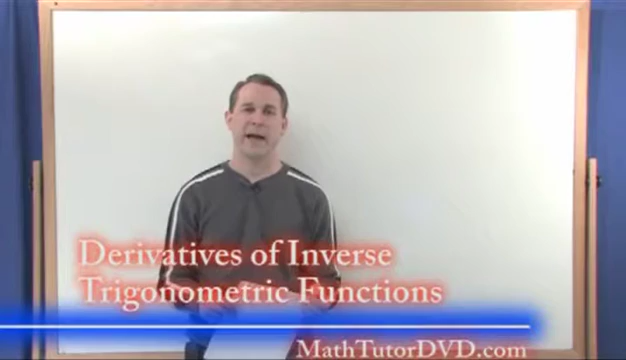 Derivatives of Inverse
Trigonometric Functions
MathTutorDVD.com